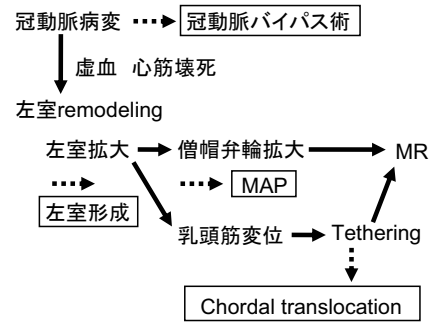 冠動脈病変 冠動脈バイパス術
虚血 心筋壊死
左室remodeling
左室拡大 僧帽弁輪拡大 MR
MAP
左室形成
乳頭筋変位 Tethering
Chordal translocation